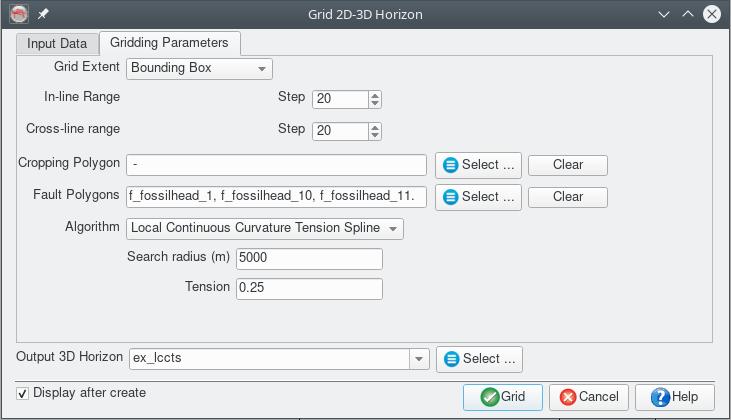 Grid 2D-3D Horizon
Input Data Gridding Parameters
Grid Extent Bounding Box
In-line Range Step 20
Cross-line range Step 20
Cropping Polygon - Select ... Clear
Fault Polygons f_fossilhead_1, f_fossilhead_10, f_fossilhead_11. Select ... Clear
Algorithm Local Continuous Curvature Tension Spline
Search radius (m) 5000
Tension 0.25
Output 3D Horizon ex_lccts Select ...
Display after create Grid Cancel Help